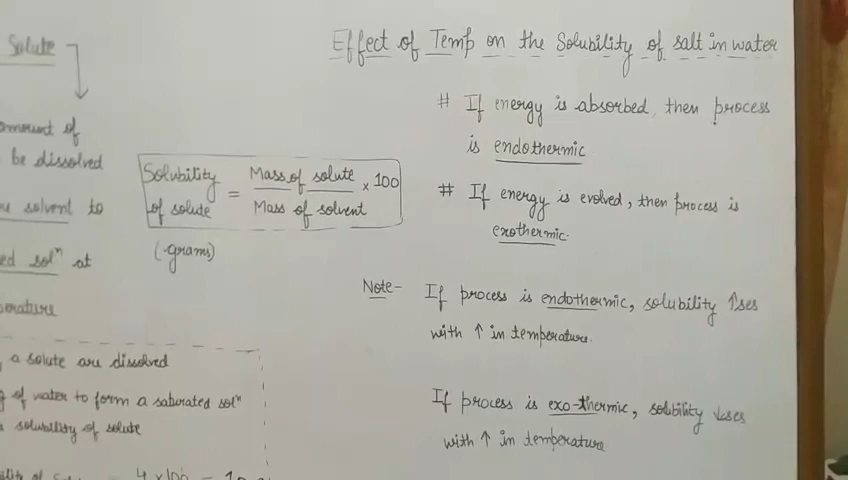 Solute
amount of
be dissolved
solvent to
solⁿ at
a solute are dissolved
of water to form a saturated solⁿ
solubility of solute
4 × 100 =
Solubility of solute = Mass of solute / Mass of solvent × 100
(grams)
Effect of Temp on the Solubility of salt in water
# If energy is absorbed, then process
is endothermic
# If energy is evolved, then process is
exothermic.
Note- If process is endothermic, solubility ↑ses
with ↑ in temperature.
If process is exo-thermic, solubility ↓ses
with ↑ in temperature